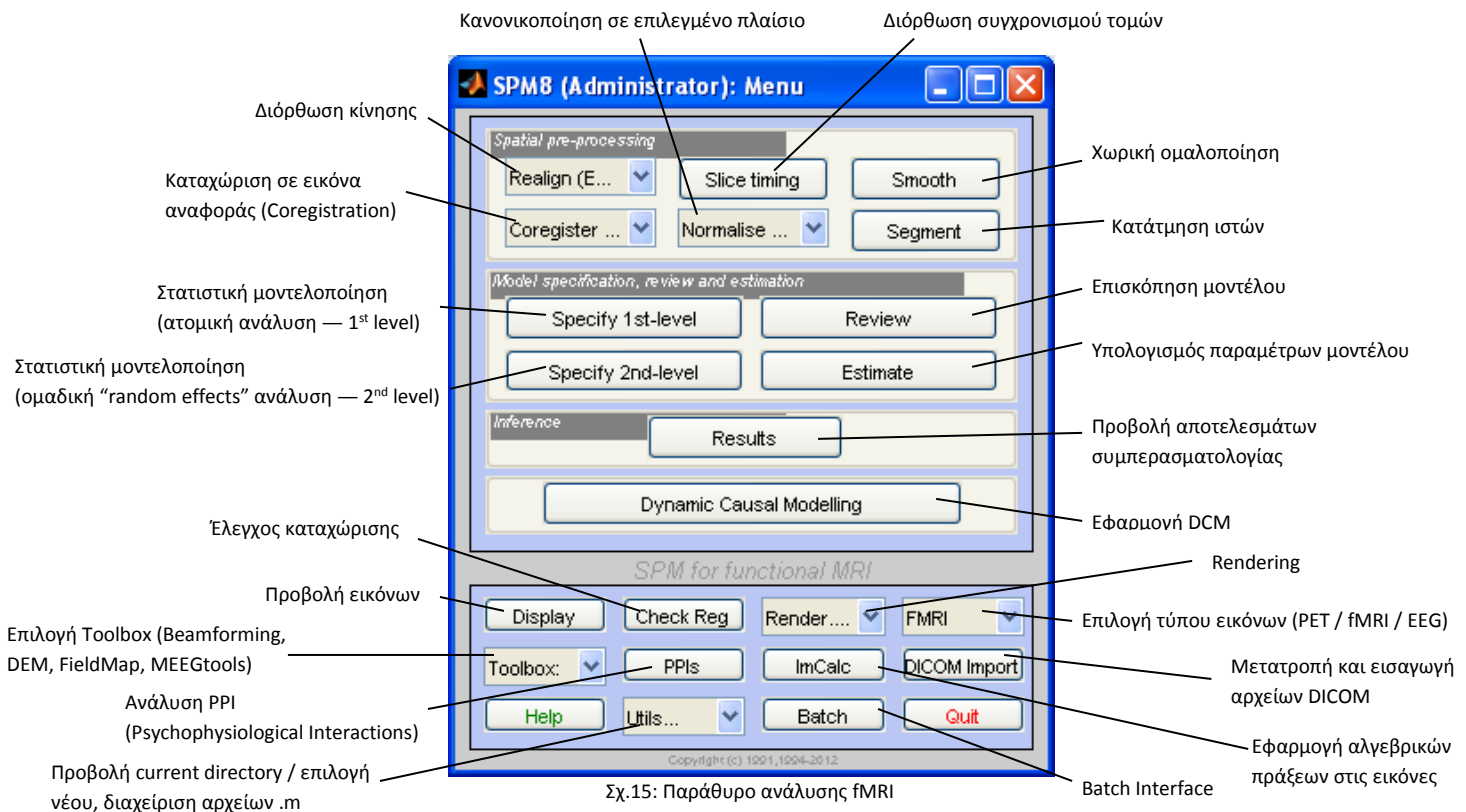 Κανονικοποίηση σε επιλεγμένο πλαίσιο
Διόρθωση συγχρονισμού τομών
SPM8 (Administrator): Menu
Διόρθωση κίνησης
Spatial pre-processing
Χωρική ομαλοποίηση
Realign (E...
Slice timing
Smooth
Καταχώριση σε εικόνα
αναφοράς (Coregistration)
Coregister ...
Normalise ...
Segment
Κατάτμηση ιστών
Model specification, review and estimation
Στατιστική μοντελοποίηση
(ατομική ανάλυση — 1st level)
Specify 1st-level
Review
Επισκόπηση μοντέλου
Στατιστική μοντελοποίηση
(ομαδική “random effects” ανάλυση — 2nd level)
Specify 2nd-level
Estimate
Υπολογισμός παραμέτρων μοντέλου
Inference
Results
Προβολή αποτελεσμάτων
συμπερασματολογίας
Dynamic Causal Modelling
Εφαρμογή DCM
Έλεγχος καταχώρισης
SPM for functional MRI
Rendering
Προβολή εικόνων
Display
Check Reg
Render....
FMRI
Επιλογή τύπου εικόνων (PET / fMRI / EEG)
Επιλογή Toolbox (Beamforming,
DEM, FieldMap, MEEGtools)
Toolbox:
PPIs
ImCalc
DICOM Import
Μετατροπή και εισαγωγή
αρχείων DICOM
Ανάλυση PPI
(Psychophysiological Interactions)
Help
Utils...
Batch
Quit
Εφαρμογή αλγεβρικών
πράξεων στις εικόνες
Copyright (c) 1991,1994-2012
Προβολή current directory / επιλογή
νέου, διαχείριση αρχείων .m
Batch Interface
Σχ.15: Παράθυρο ανάλυσης fMRI